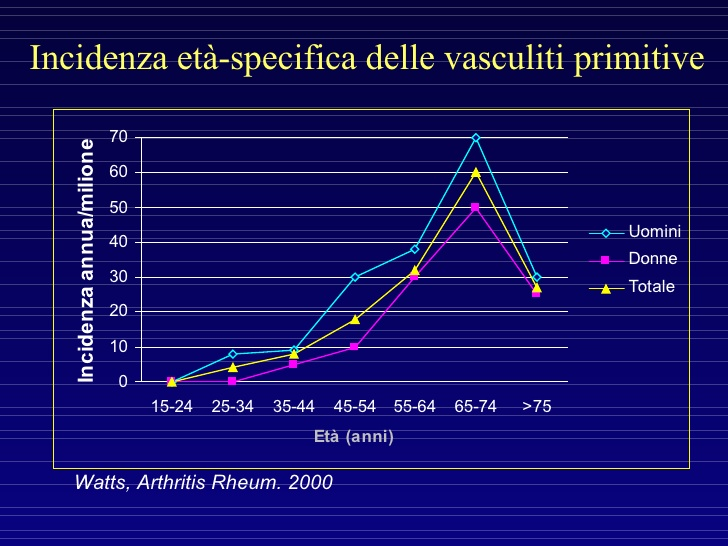 Incidenza età-specifica delle vasculiti primitive
Incidenza annua/milione
70
60
50
40
30
20
10
0
15-24 25-34 35-44 45-54 55-64 65-74 >75
Età (anni)
Uomini
Donne
Totale
Watts, Arthritis Rheum. 2000